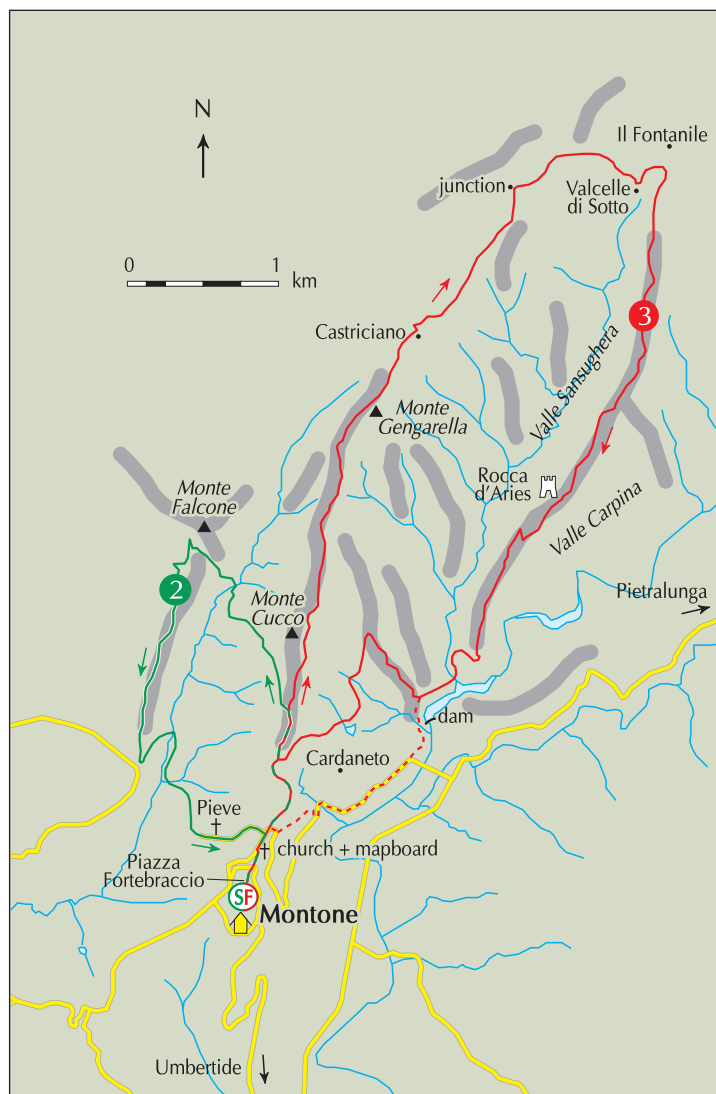 N
Il Fontanile
junction
Valcelle
di Sotto
0 1
km
3
Castriciano
Valle Sansughera
Monte
Gengarella
Rocca
d'Aries
Monte
Falcone
Valle Carpina
2
Pietralunga
Monte
Cucco
dam
Cardaneto
Pieve
church + mapboard
Piazza
Fortebraccio
SF
Montone
Umbertide